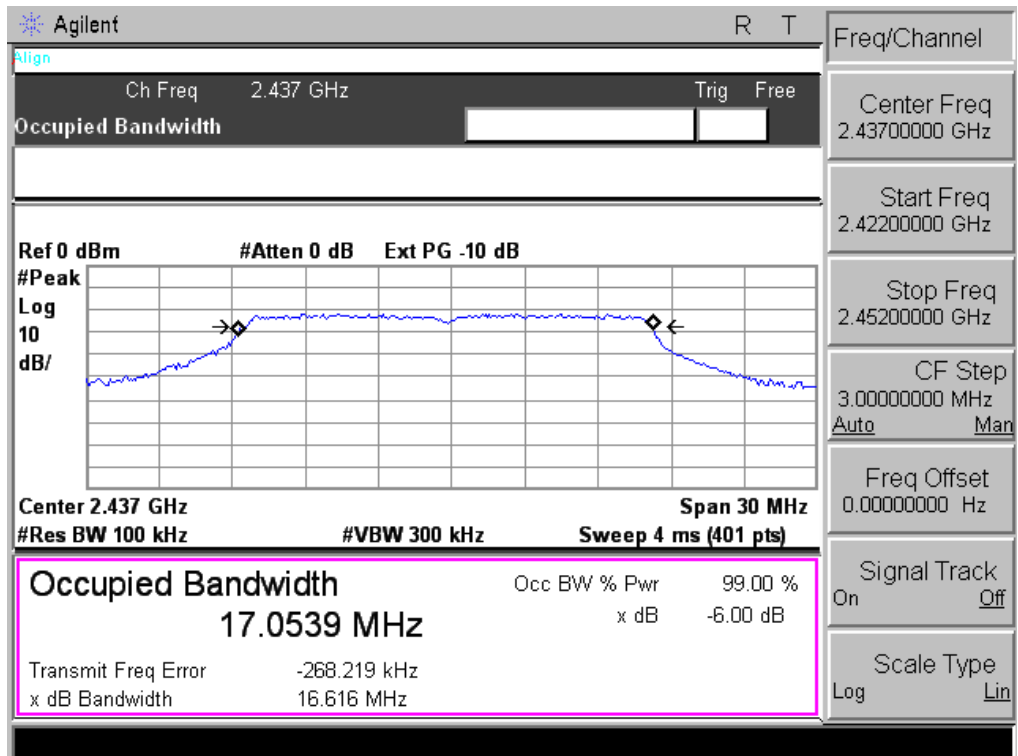 Agilent R T
Freq/Channel
Align
Ch Freq 2.437 GHz Trig Free
Occupied Bandwidth
Center Freq
2.43700000 GHz
Start Freq
2.42200000 GHz
Ref 0 dBm #Atten 0 dB Ext PG -10 dB
#Peak
Log
10
dB/
Stop Freq
2.45200000 GHz
CF Step
3.00000000 MHz
Auto Man
Center 2.437 GHz Span 30 MHz
#Res BW 100 kHz #VBW 300 kHz Sweep 4 ms (401 pts)
Freq Offset
0.00000000 Hz
Occupied Bandwidth Occ BW % Pwr 99.00 %
17.0539 MHz x dB -6.00 dB
Transmit Freq Error -268.219 kHz
x dB Bandwidth 16.616 MHz
Signal Track
On Off
Scale Type
Log Lin